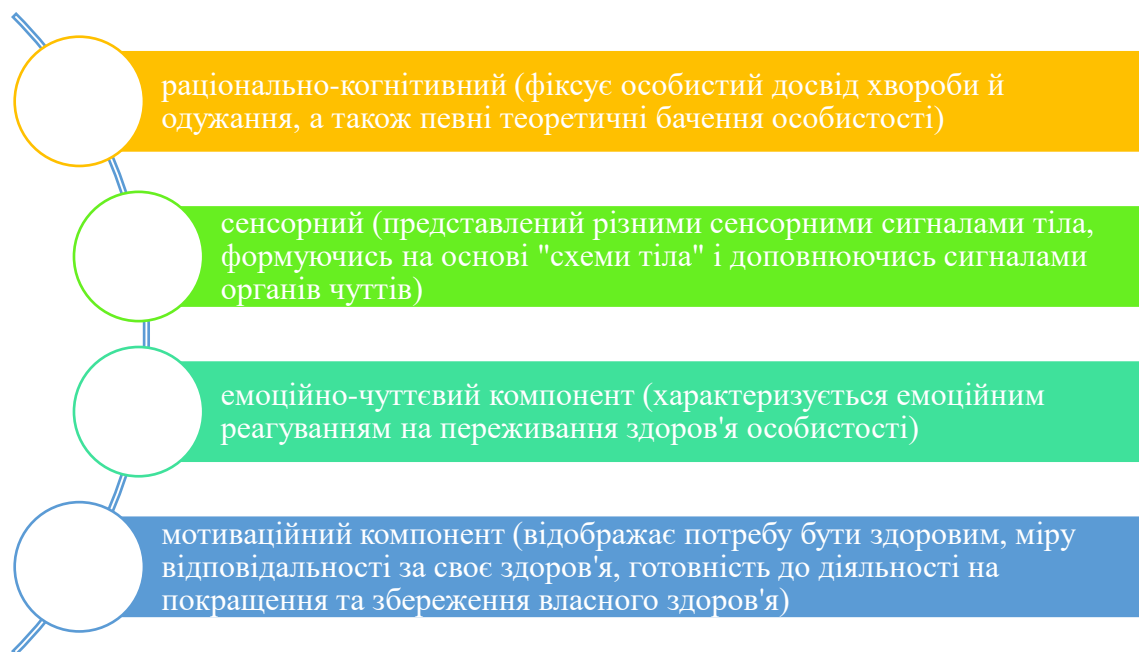 раціонально-когнітивний (фіксує особистий досвід хвороби й
одужання, а також певні теоретичні бачення особистості)
сенсорний (представлений різними сенсорними сигналами тіла,
формуючись на основі "схеми тіла" і доповнюючись сигналами
органів чуттів)
емоційно-чуттєвий компонент (характеризується емоційним
реагуванням на переживання здоров'я особистості)
мотиваційний компонент (відображає потребу бути здоровим, міру
відповідальності за своє здоров'я, готовність до діяльності на
покращення та збереження власного здоров'я)